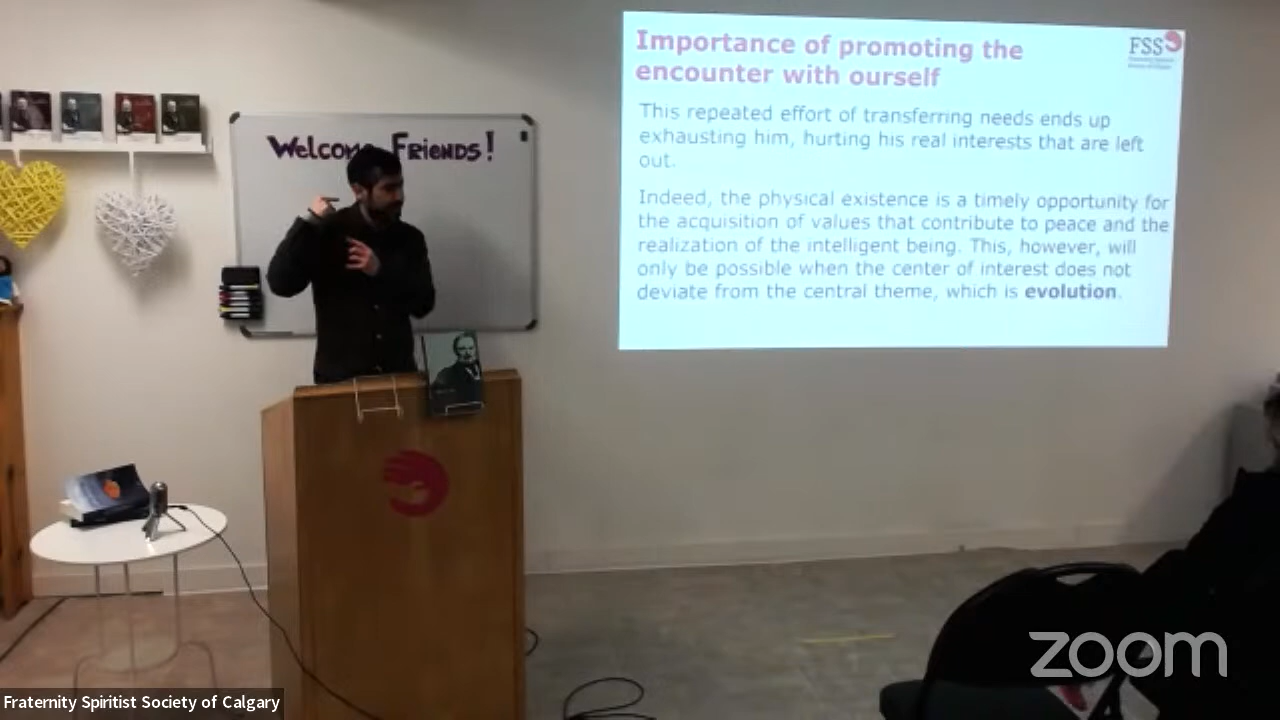 Importance of promoting the
encounter with ourself
FSS
This repeated effort of transferring needs ends up
exhausting him, hurting his real interests that are left
out.
Indeed, the physical existence is a timely opportunity for
the acquisition of values that contribute to peace and the
realization of the intelligent being. This, however, will
only be possible when the center of interest does not
deviate from the central theme, which is evolution.
Welcome Friends!
zoom
Fraternity Spiritist Society of Calgary